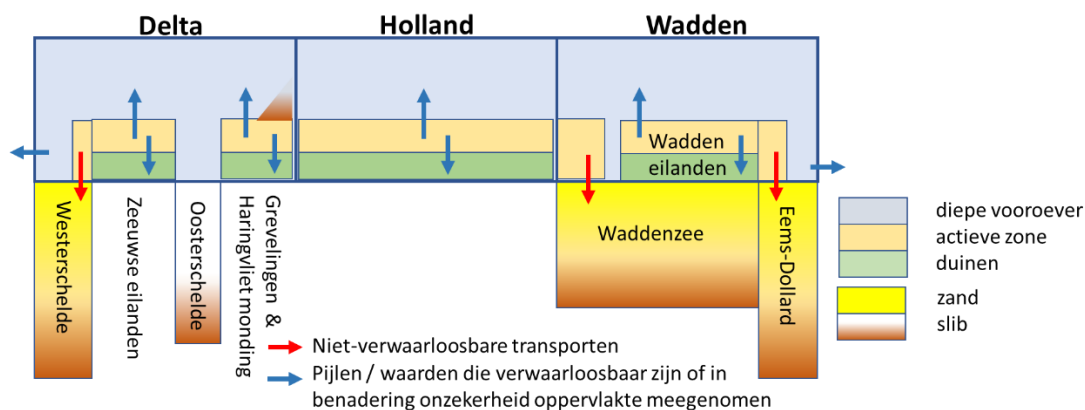 Delta
Holland
Wadden
Wadden
eilanden
Westerschelde
Zeeuwse eilanden
Oosterschelde
Grevelingen &
Haringvliet monding
Waddenzee
Eems-Dollard
diepe vooroever
actieve zone
duinen
zand
slib
Niet-verwaarloosbare transporten
Pijlen / waarden die verwaarloosbaar zijn of in
benadering onzekerheid oppervlakte meegenomen